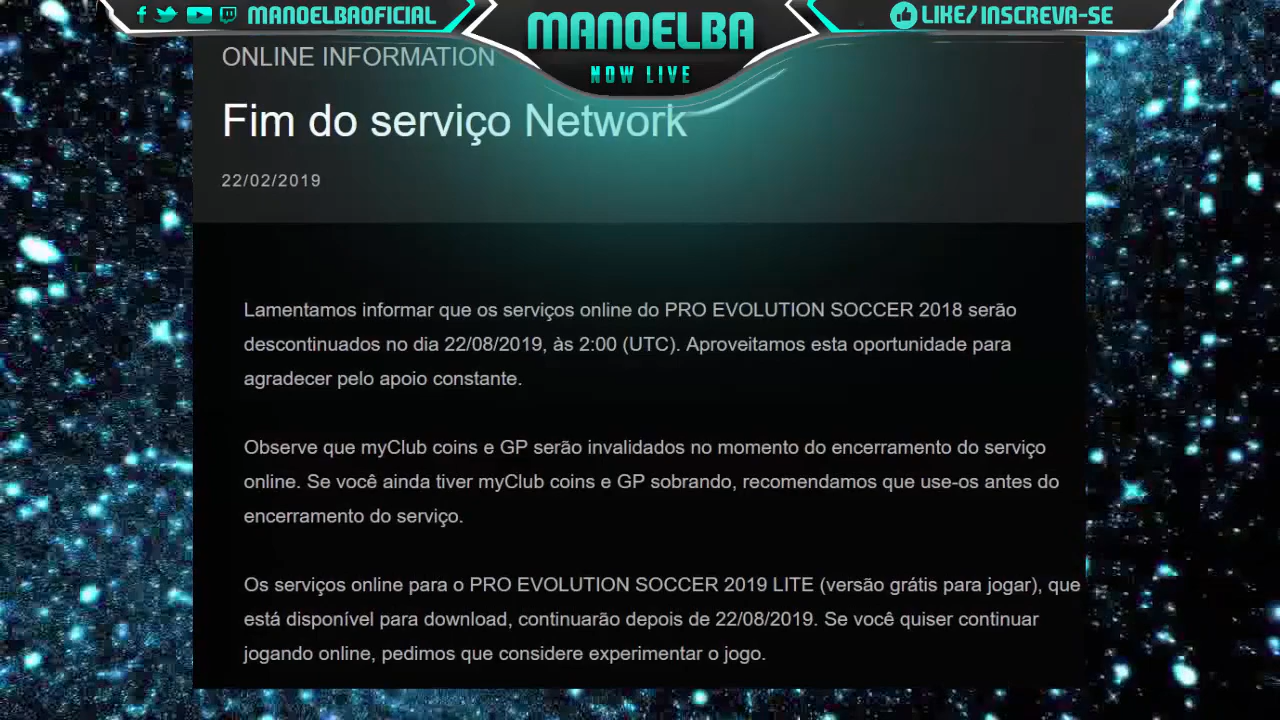 MANOELBAOFICIAL
MANOELBA
NOW LIVE
LIKE/INSCREVA-SE
ONLINE INFORMATION
Fim do serviço Network
22/02/2019
Lamentamos informar que os serviços online do PRO EVOLUTION SOCCER 2018 serão
descontinuados no dia 22/08/2019, às 2:00 (UTC). Aproveitamos esta oportunidade para
agradecer pelo apoio constante.
Observe que myClub coins e GP serão invalidados no momento do encerramento do serviço
online. Se você ainda tiver myClub coins e GP sobrando, recomendamos que use-os antes do
encerramento do serviço.
Os serviços online para o PRO EVOLUTION SOCCER 2019 LITE (versão grátis para jogar), que
está disponível para download, continuarão depois de 22/08/2019. Se você quiser continuar
jogando online, pedimos que considere experimentar o jogo.